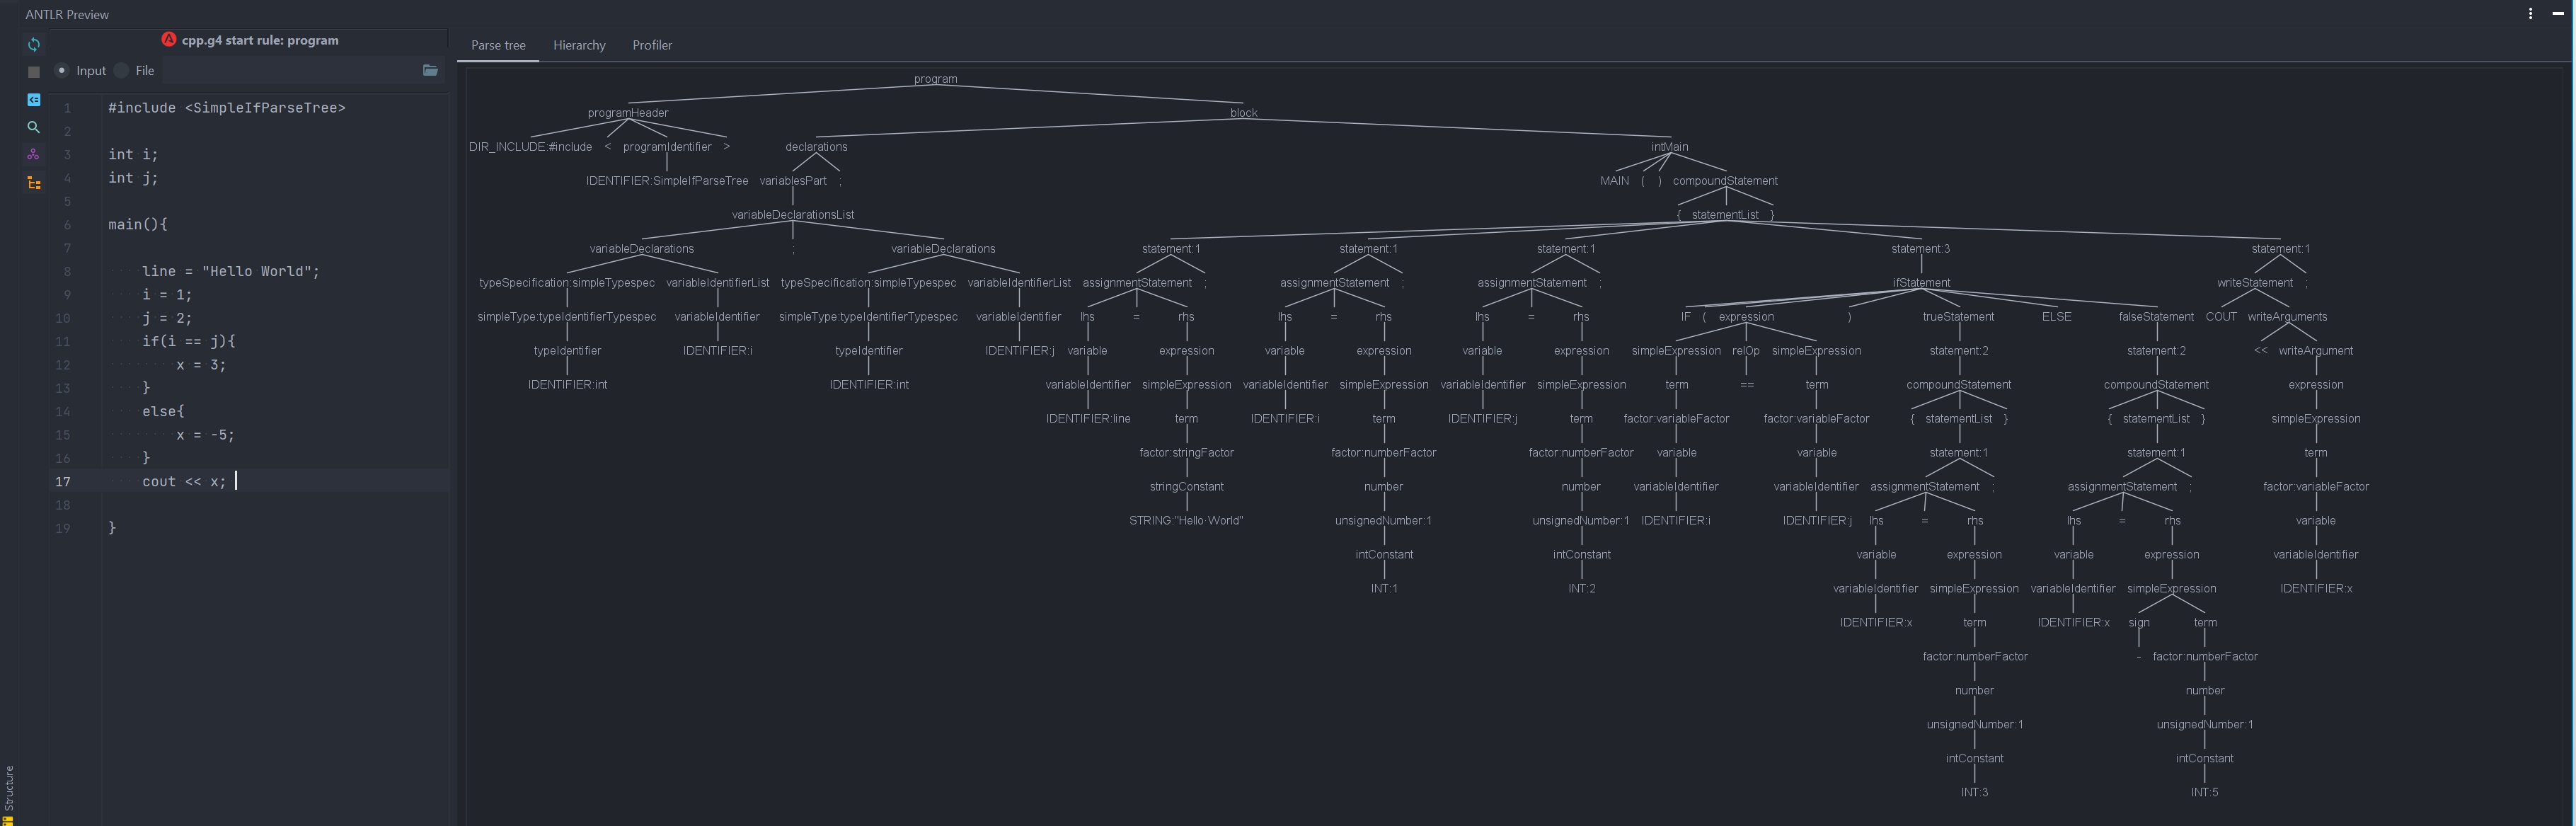 ANTLR Preview
cpp.g4 start rule: program
Input File
1 #include <SimpleIfParseTree>
2
3 int i;
4 int j;
5
6 main(){
7
8 line = "Hello World";
9 i = 1;
10 j = 2;
11 if(i == j){
12 x = 3;
13 }
14 else{
15 x = -5;
16 }
17 cout << x;
18
19 }
Structure
Parse tree Hierarchy Profiler
program
programHeader block
DIR_INCLUDE:#include < programIdentifier > declarations intMain
IDENTIFIER:SimpleIfParseTree variablesPart ; MAIN ( ) compoundStatement
variableDeclarationsList { statementList }
variableDeclarations ; variableDeclarations statement:1 statement:1 statement:1 statement:3 statement:1
typeSpecification:simpleTypespec variableIdentifierList typeSpecification:simpleTypespec variableIdentifierList assignmentStatement ; assignmentStatement ; assignmentStatement ; ifStatement writeStatement ;
simpleType:typeIdentifierTypespec variableIdentifier simpleType:typeIdentifierTypespec variableIdentifier lhs = rhs lhs = rhs lhs = rhs IF ( expression ) trueStatement ELSE falseStatement COUT writeArguments
typeIdentifier IDENTIFIER:i typeIdentifier IDENTIFIER:j variable expression variable expression variable expression simpleExpression relOp simpleExpression statement:2 statement:2 << writeArgument
IDENTIFIER:int IDENTIFIER:int variableIdentifier simpleExpression variableIdentifier simpleExpression variableIdentifier simpleExpression term == term compoundStatement compoundStatement expression
IDENTIFIER:line term IDENTIFIER:i term IDENTIFIER:j term factor:variableFactor factor:variableFactor { statementList } { statementList } simpleExpression
factor:stringFactor factor:numberFactor factor:numberFactor variable variable statement:1 statement:1 term
stringConstant number number variableIdentifier variableIdentifier assignmentStatement ; assignmentStatement ; factor:variableFactor
STRING:"Hello·World" unsignedNumber:1 unsignedNumber:1 IDENTIFIER:i IDENTIFIER:j lhs = rhs lhs = rhs variable
intConstant intConstant variable expression variable expression variableIdentifier
INT:1 INT:2 variableIdentifier simpleExpression variableIdentifier simpleExpression IDENTIFIER:x
IDENTIFIER:x term IDENTIFIER:x sign term
factor:numberFactor - factor:numberFactor
number number
unsignedNumber:1 unsignedNumber:1
intConstant intConstant
INT:3 INT:5